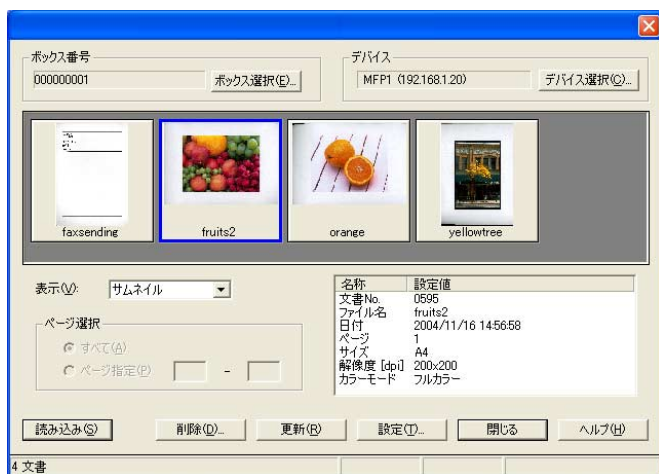 ボックス番号
000000001
ボックス選択(E)...
デバイス
MFP1 (192.168.1.20)
デバイス選択(C)...
faxsending
fruits2
orange
yellowtree
表示(V):
サムネイル
ページ選択
すべて(A)
ページ指定(P)
-
名称 設定値
文書No. 0595
ファイル名 fruits2
日付 2004/11/16 14:56:58
ページ 1
サイズ A4
解像度 [dpi] 200x200
カラーモード フルカラー
読み込み(S)
削除(D)...
更新(R)
設定(T)...
閉じる
ヘルプ(H)
4 文書